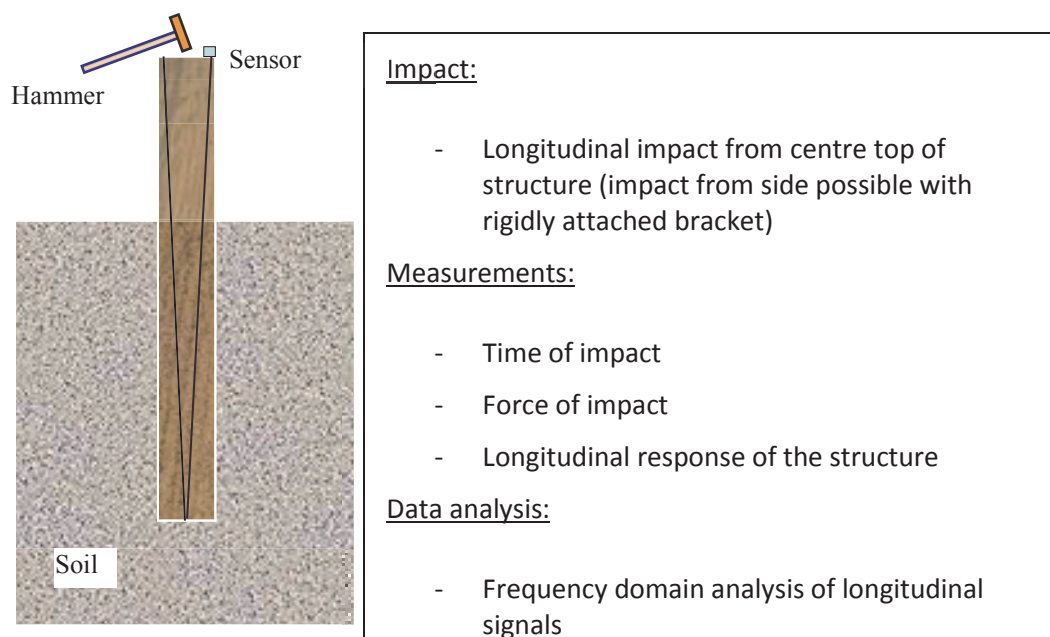 Sensor
Hammer
Soil
Impact:
- Longitudinal impact from centre top of
structure (impact from side possible with
rigidly attached bracket)
Measurements:
- Time of impact
- Force of impact
- Longitudinal response of the structure
Data analysis:
- Frequency domain analysis of longitudinal
signals